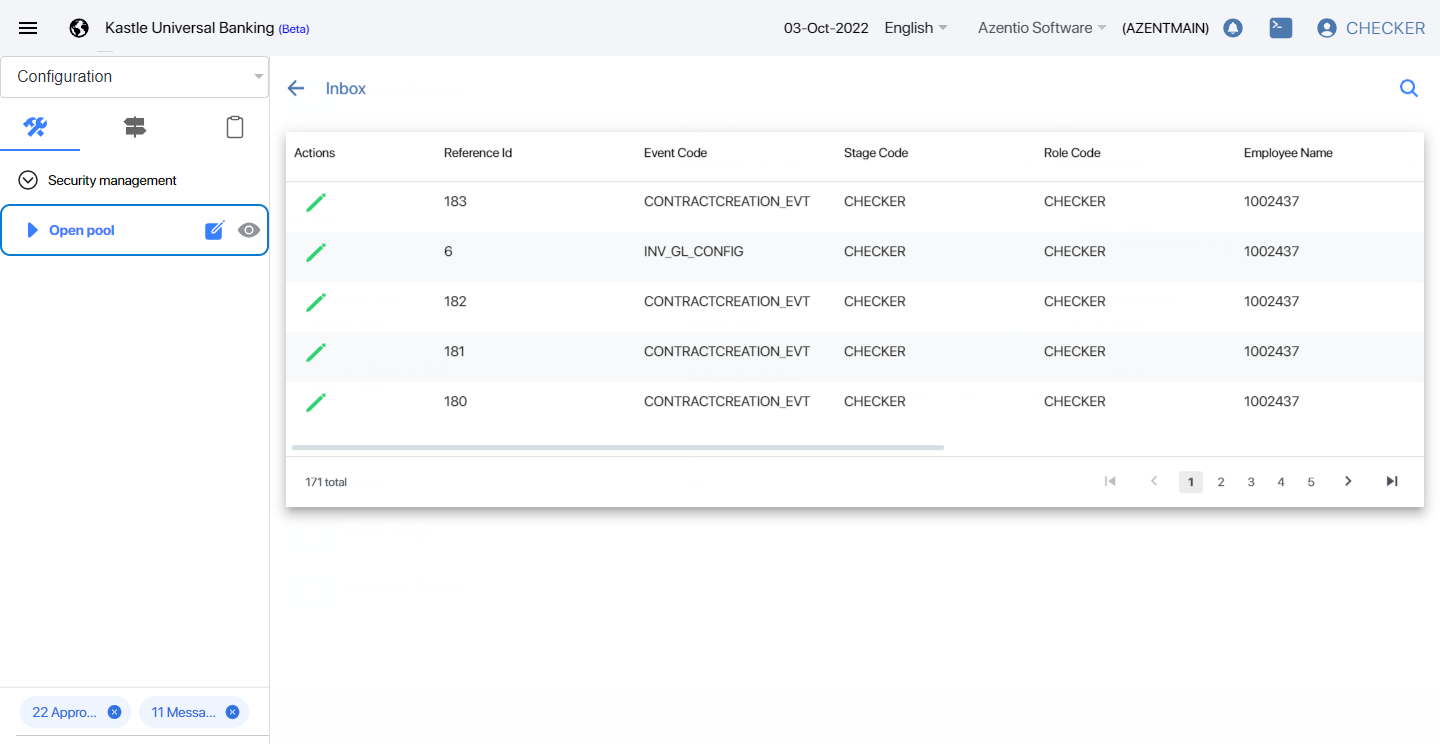 Kastle Universal Banking (Beta) 03-Oct-2022 English Azentio Software (AZENTMAIN) CHECKER
Configuration
Inbox
Security management
Open pool
Actions Reference Id Event Code Stage Code Role Code Employee Name
183 CONTRACTCREATION_EVT CHECKER CHECKER 1002437
6 INV_GL_CONFIG CHECKER CHECKER 1002437
182 CONTRACTCREATION_EVT CHECKER CHECKER 1002437
181 CONTRACTCREATION_EVT CHECKER CHECKER 1002437
180 CONTRACTCREATION_EVT CHECKER CHECKER 1002437
171 total 1 2 3 4 5
22 Appro... 11 Messa...